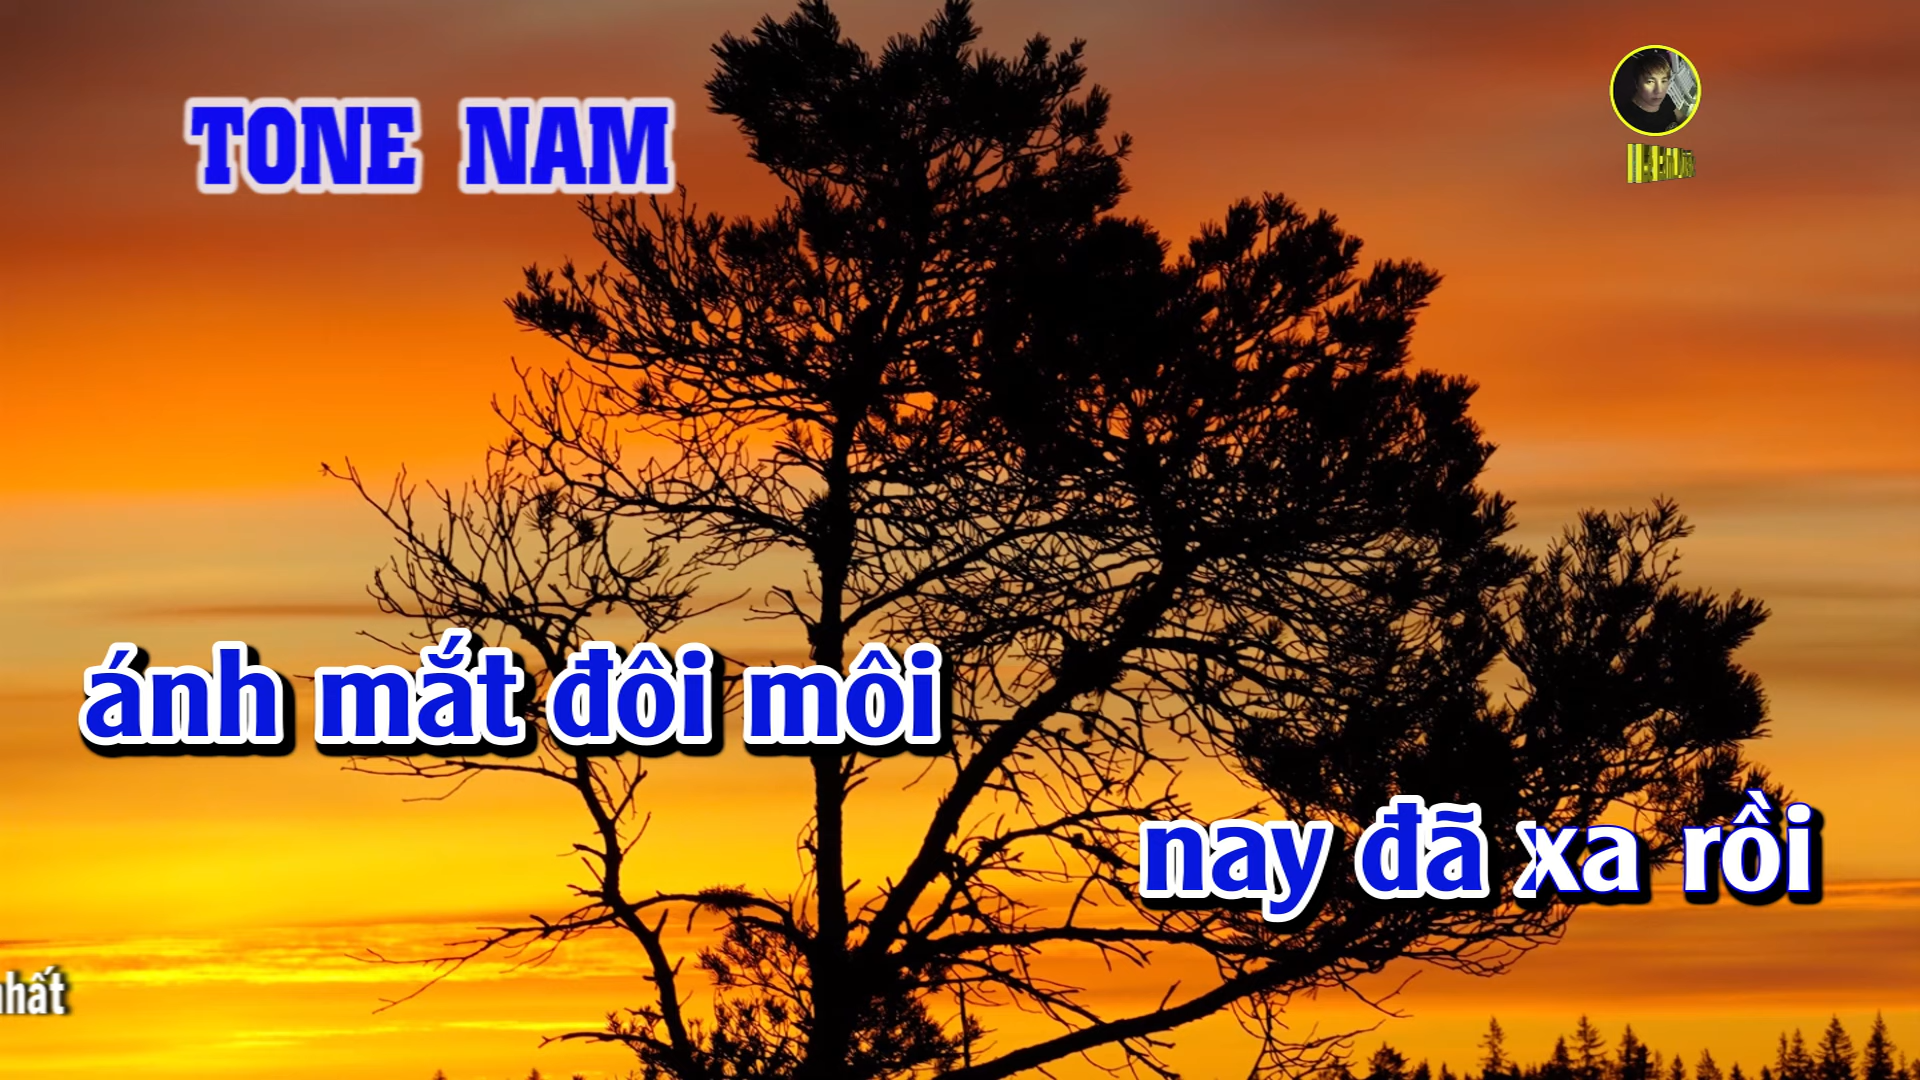 TONE NAM
ánh mắt đôi môi
nay đã xa rồi